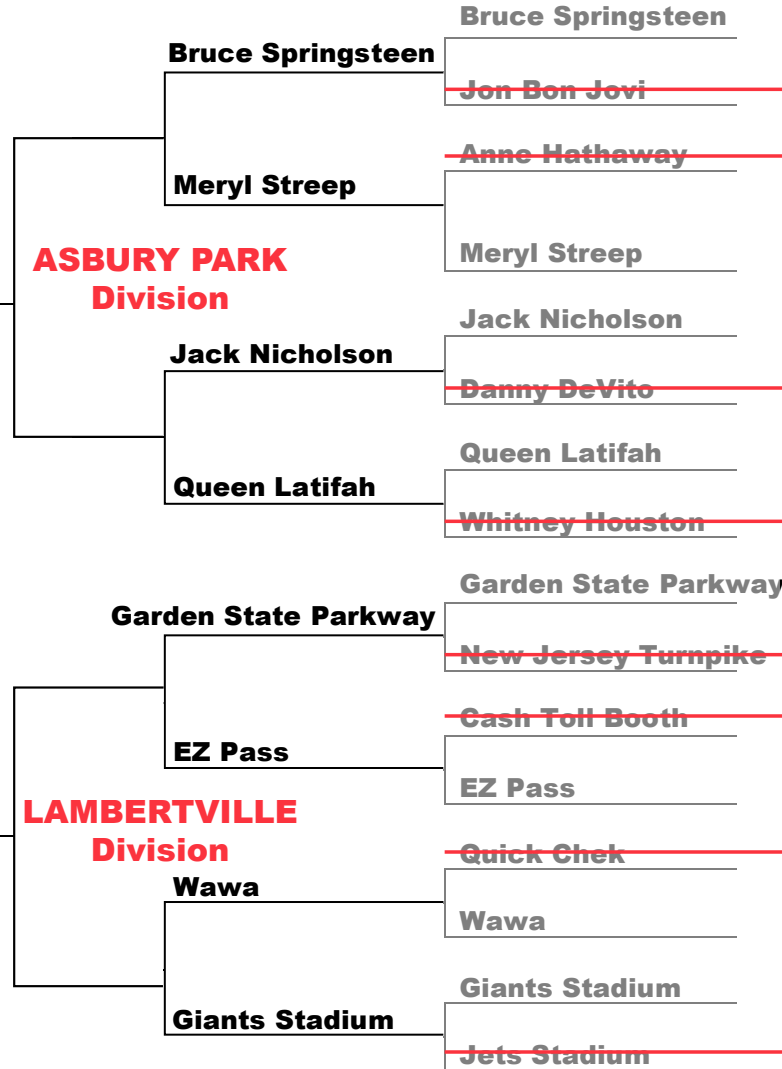 Bruce Springsteen
Bruce Springsteen
Jon Bon Jovi
Anne Hathaway
Meryl Streep
Meryl Streep
ASBURY PARK
Division
Jack Nicholson
Jack Nicholson
Danny DeVito
Queen Latifah
Queen Latifah
Whitney Houston
Garden State Parkway
Garden State Parkway
New Jersey Turnpike
Cash Toll Booth
EZ Pass
EZ Pass
LAMBERTVILLE
Division
Quick Chek
Wawa
Wawa
Giants Stadium
Giants Stadium
Jets Stadium